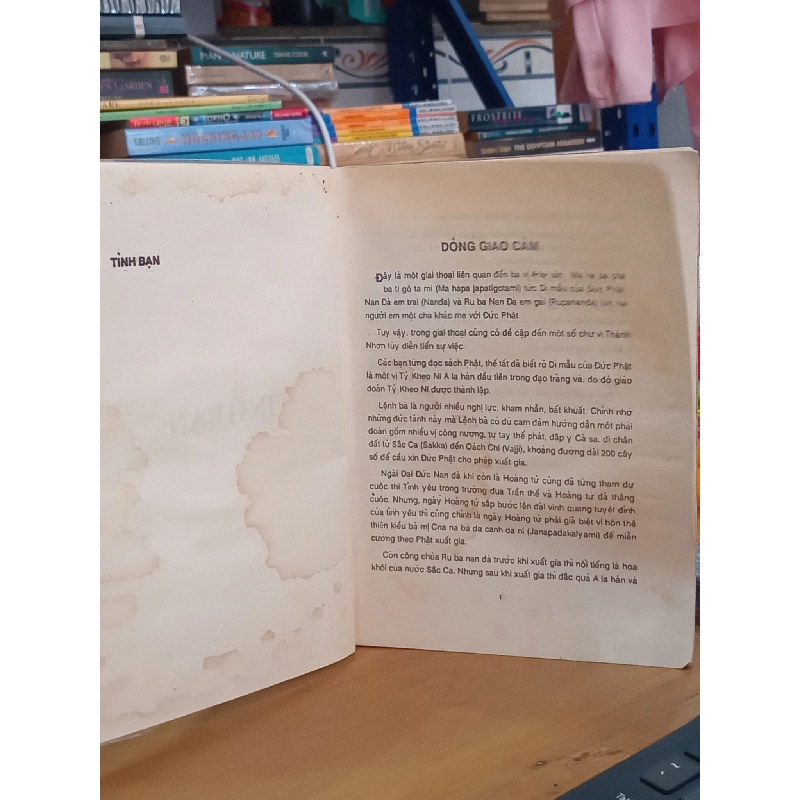 MAN & NATURE DIANE COOK
GARDEN
COLLINS MOCKINGJAY
FROSTBITE
THE EGYPTIAN ASSASSIN
TÌNH BẠN
DÒNG GIAO CẢM
Đây là một giai thoại liên quan đến ba vị
ba ti gô ta mi (Ma hapa japatigotami) tức Di mẫu của Đức Phật,
Nan Dà em trai (Nanda) và Ru ba Nan Da em gái (Rupananda) tức hai
người em một cha khác mẹ với Đức Phật.
Tuy vậy, trong giai thoại cũng có đề cập đến một số chư vị Thánh
Nhơn tùy diễn tiến sự việc.
Các bạn từng đọc sách Phật, thế tất đã biết rõ Di mẫu của Đức Phật
là một vị Tỳ Kheo Ni A la hán đầu tiên trong đạo tràng và, do đó giáo
đoàn Tỳ Kheo Ni được thành lập.
Lệnh bà là người nhiều nghị lực, kham nhẫn, bất khuất. Chính nhờ
những đức tánh này mà Lệnh bà có đủ can đảm hướng dẫn một phái
đoàn gồm nhiều vị công nương, tự tay thế phát, đắp y Cà sa, đi chân
đất từ Sắc Ca (Sakka) đến Oách Chi (Vajji), khoảng đường dài 200 cây
số để cầu xin Đức Phật cho phép xuất gia.
Ngài Đại Đức Nan đà khi còn là Hoàng tử cũng đã từng tham dự
cuộc thi Tình yêu trong trường đua Trần thế và Hoàng tử đã thắng
cuộc. Nhưng, ngày Hoàng tử sắp bước lên đài vinh quang tuyệt đỉnh
của tình yêu thì cũng chính là ngày Hoàng tử phải giã biệt vị hôn thê
thiên kiều bá mị Cna na ba da canh da ni (Janapadakalyami) để miễn
cưỡng theo Phật xuất gia.
Còn công chúa Ru ba nan đà trước khi xuất gia thì nổi tiếng là hoa
khôi của nước Sắc Ca. Nhưng sau khi xuất gia thì đắc quả A la hán và
1